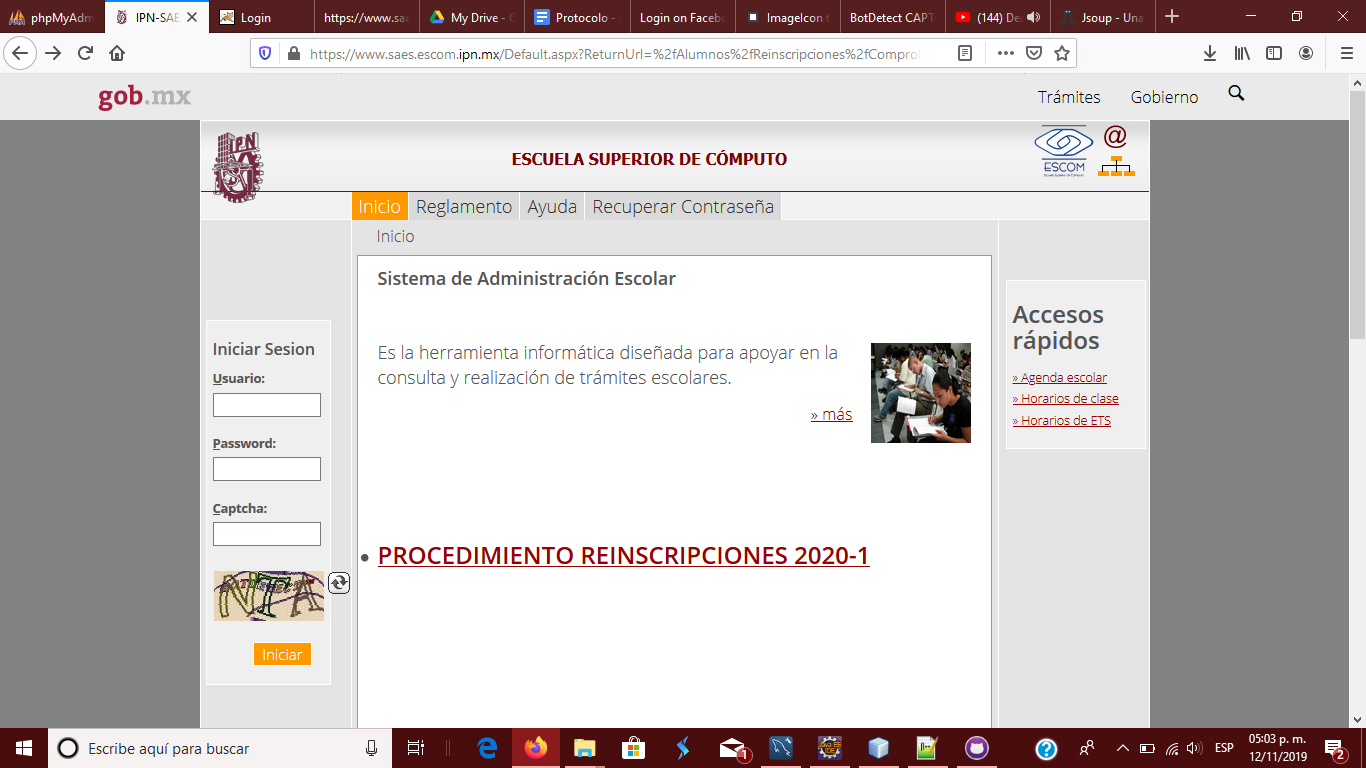 phpMyAdm
IPN-SAE
Login
https://www.sae
My Drive - G
Protocolo -
Login on Facebo
ImageIcon t
BotDetect CAPT
(144) De
Jsoup - Una
https://www.saes.escom.ipn.mx/Default.aspx?ReturnUrl=%2fAlumnos%2fReinscripciones%2fCompro
gob.mx
Trámites
Gobierno
IPN
ESCUELA SUPERIOR DE CÓMPUTO
ESCOM
Inicio
Reglamento
Ayuda
Recuperar Contraseña
Inicio
Sistema de Administración Escolar
Es la herramienta informática diseñada para apoyar en la
consulta y realización de trámites escolares.
» más
Iniciar Sesion
Usuario:
Password:
Captcha:
Iniciar
Accesos
rápidos
» Agenda escolar
» Horarios de clase
» Horarios de ETS
PROCEDIMIENTO REINSCRIPCIONES 2020-1
Escribe aquí para buscar
1
ESP
05:03 p. m.
12/11/2019
2